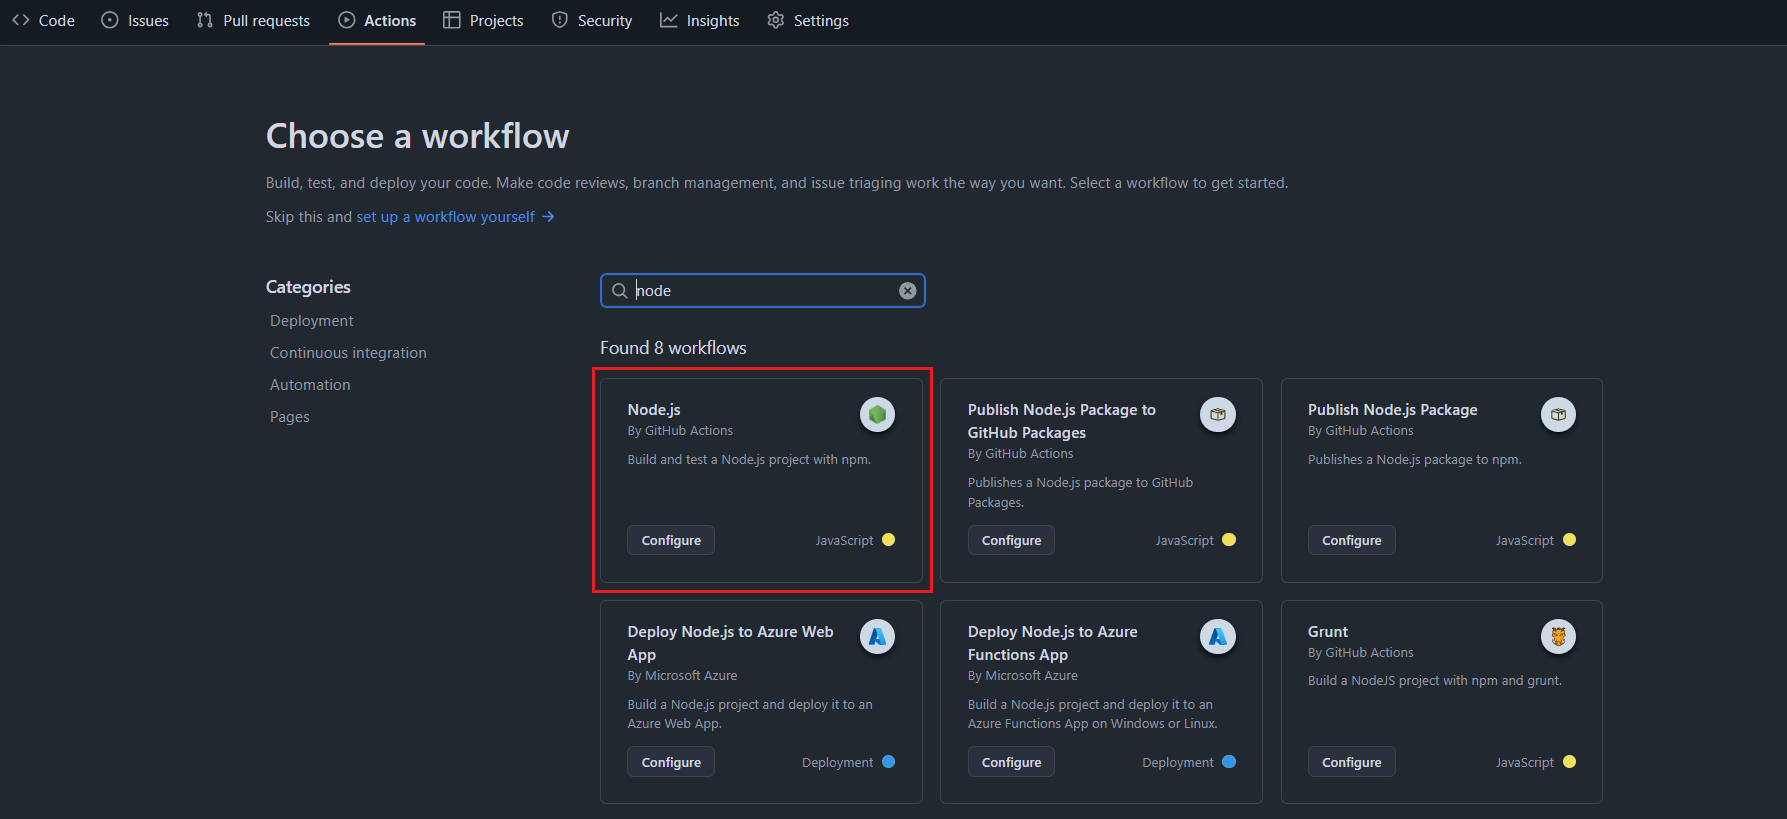 Code Issues Pull requests Actions Projects Security Insights Settings
Choose a workflow
Build, test, and deploy your code. Make code reviews, branch management, and issue triaging work the way you want. Select a workflow to get started.
Skip this and set up a workflow yourself →
Categories
Deployment
Continuous integration
Automation
Pages
node
Found 8 workflows
Node.js
By GitHub Actions
Build and test a Node.js project with npm.
Configure JavaScript
Publish Node.js Package to
GitHub Packages
By GitHub Actions
Publishes a Node.js package to GitHub
Packages.
Configure JavaScript
Publish Node.js Package
By GitHub Actions
Publishes a Node.js package to npm.
Configure JavaScript
Deploy Node.js to Azure Web
App
By Microsoft Azure
Build a Node.js project and deploy it to an
Azure Web App.
Configure Deployment
Deploy Node.js to Azure
Functions App
By Microsoft Azure
Build a Node.js project and deploy it to an
Azure Functions App on Windows or Linux.
Configure Deployment
Grunt
By GitHub Actions
Build a NodeJS project with npm and grunt.
Configure JavaScript